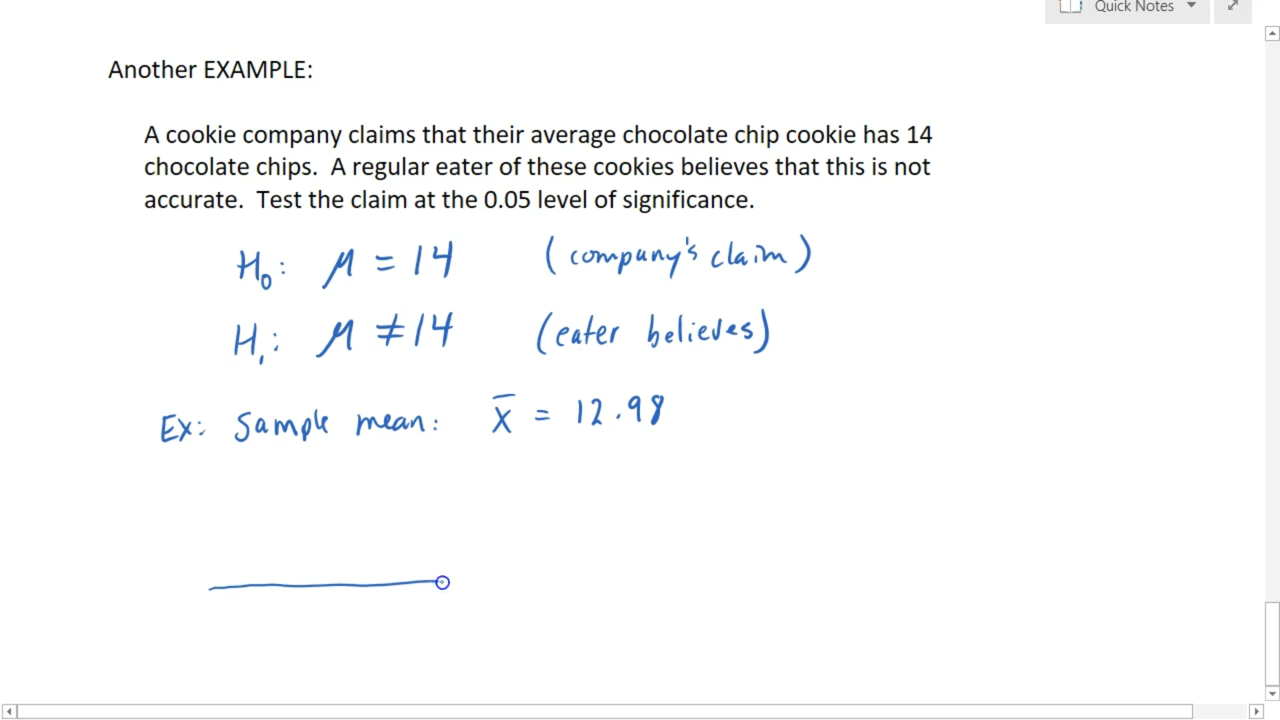 Quick Notes
Another EXAMPLE:
A cookie company claims that their average chocolate chip cookie has 14
chocolate chips. A regular eater of these cookies believes that this is not
accurate. Test the claim at the 0.05 level of significance.
H₀: μ = 14 (company's claim)
H₁: μ ≠ 14 (eater believes)
Ex: Sample mean: x̄ = 12.98